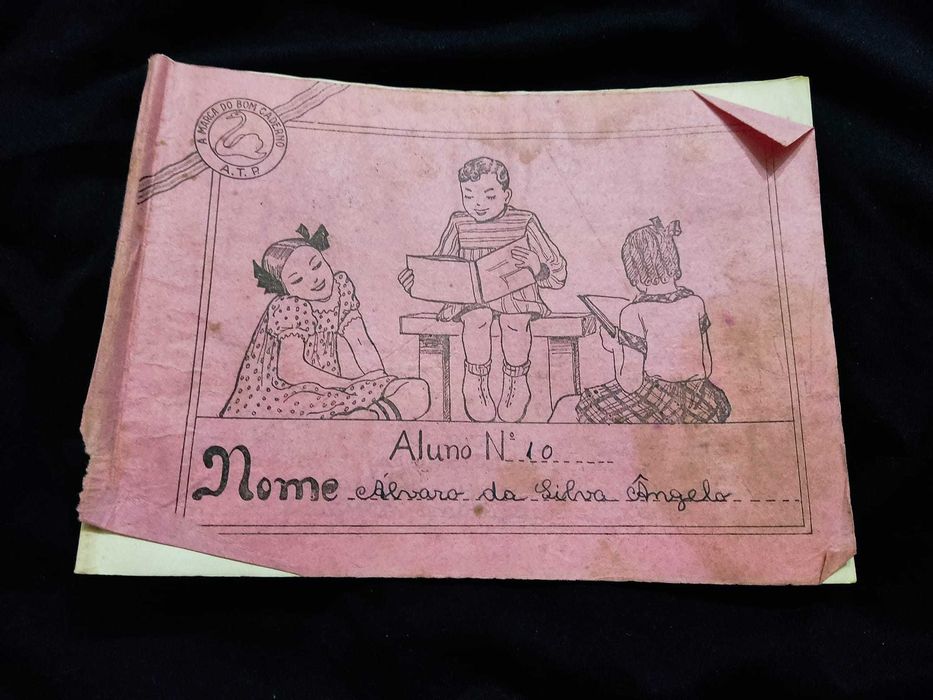 A MARCA DO BOM CADERNO
A.T.P
Aluno Nº 10
Nome Álvaro da Silva Ângelo